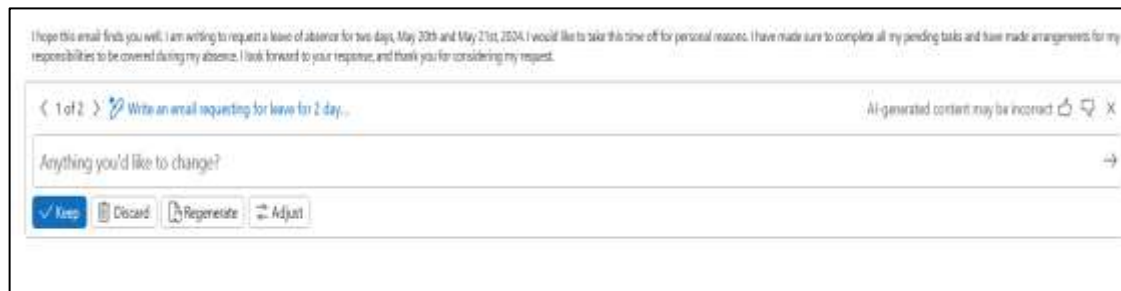 I hope this email finds you well. I am writing to request a leave of absence for two days, May 20th and May 21st, 2024. I would like to take this time off for personal reasons. I have made sure to complete all my pending tasks and have made arrangements for my
responsibilities to be covered during my absence. I look forward to your response, and thank you for considering my request.
< 1 of 2 > Write an email requesting for leave for 2 day... AI-generated content may be incorrect X
Anything you'd like to change?
Keep Discard Regenerate Adjust